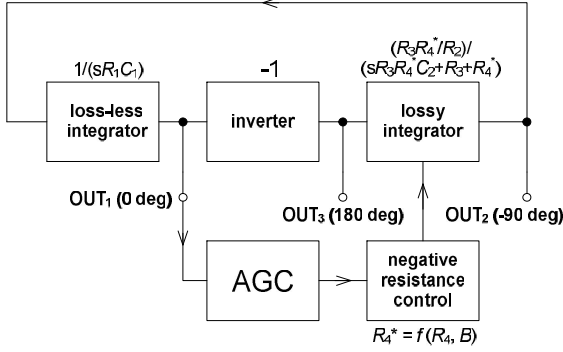 1/(sR₁C₁)
-1
(R₃R₄*/R₂)/
(sR₃R₄*C₂+R₃+R₄*)
loss-less
integrator
inverter
lossy
integrator
OUT₁ (0 deg)
OUT₃ (180 deg)
OUT₂ (-90 deg)
AGC
negative
resistance
control
R₄* = f (R₄, B)